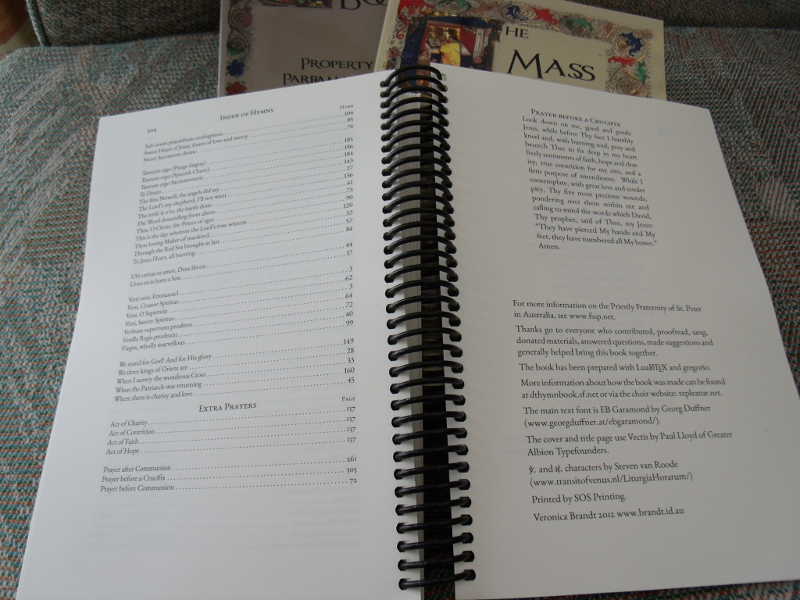 BO
PROPERTY
PARRAMA
THE
MASS
304
INDEX OF HYMNS
HYMN
Salve sancta
104
Sweet Heart of Jesus, fount of love and mercy
85
Sweet Sacrament divine
76
Tantum ergo (Pange lingua)
185
Tantum ergo (Spanish Chant)
186
Tantum ergo Sacramentum
184
Te Deum
143
The first Nowell, the angels did say
27
The Lord's my shepherd, I'll not want
136
The strife is o'er, the battle done
61
The Word descending from above
73
Thee, O Christ, the Prince of ages
90
This is the day whereon the Lord's true witness
120
Thou loving Maker of mankind
52
Through the Red Sea brought at last
57
To Jesus Heart, all burning
84
Ubi caritas et amor, Deus ibi est
44
Unto us is born a Son
17
Veni veni, Emmanuel
3
Veni, Creator Spiritus
62
Veni, O Sapientia
3
Veni, Sancte Spiritus
64
Verbum supernum prodiens
72
Vexilla Regis prodeunt
40
Virgin, wholly marvellous
99
We stand for God! And for His glory
149
We three kings of Orient are
28
When I survey the wondrous Cross
33
When the Patriarch was returning
160
Where there is charity and love
45
EXTRA PRAYERS
PAGE
Act of Charity
137
Act of Contrition
137
Act of Faith
137
Act of Hope
137
Prayer after Communion
261
Prayer before a Crucifix
305
Prayer before Communion
72
PRAYER BEFORE A CRUCIFIX
Look down on me, good and gentle
Jesus, while before Thy face I humbly
kneel and, with burning soul, pray and
beseech Thee to fix deep in my heart
lively sentiments of faith, hope and char-
ity, true contrition for my sins, and a
firm purpose of amendment. While I
contemplate, with great love and tender
pity, Thy five most precious wounds,
pondering over them within me and
calling to mind the words which David,
Thy prophet, said of Thee, my Jesus:
"They have pierced My hands and My
feet, they have numbered all My bones."
Amen.
For more information on the Priestly Fraternity of St. Peter
in Australia, see www.fssp.net.
Thanks go to everyone who contributed, proofread, sang,
donated materials, answered questions, made suggestions and
generally helped bring this book together.
The book has been prepared with LuaLATEX and gregorio.
More information about how the book was made can be found
at dthymnbook.sf.net or via the choir website: repleatur.net.
The main text font is EB Garamond by Georg Duffner
(www.georgduffner.at/ebgaramond/).
The cover and title page use Vectis by Paul Lloyd of Greater
Albion Typefounders.
℣. and ℟. characters by Steven van Roode
(www.transitofvenus.nl/LiturgiaHorarum/)
Printed by SOS Printing.
Veronica Brandt 2012 www.brandt.id.au